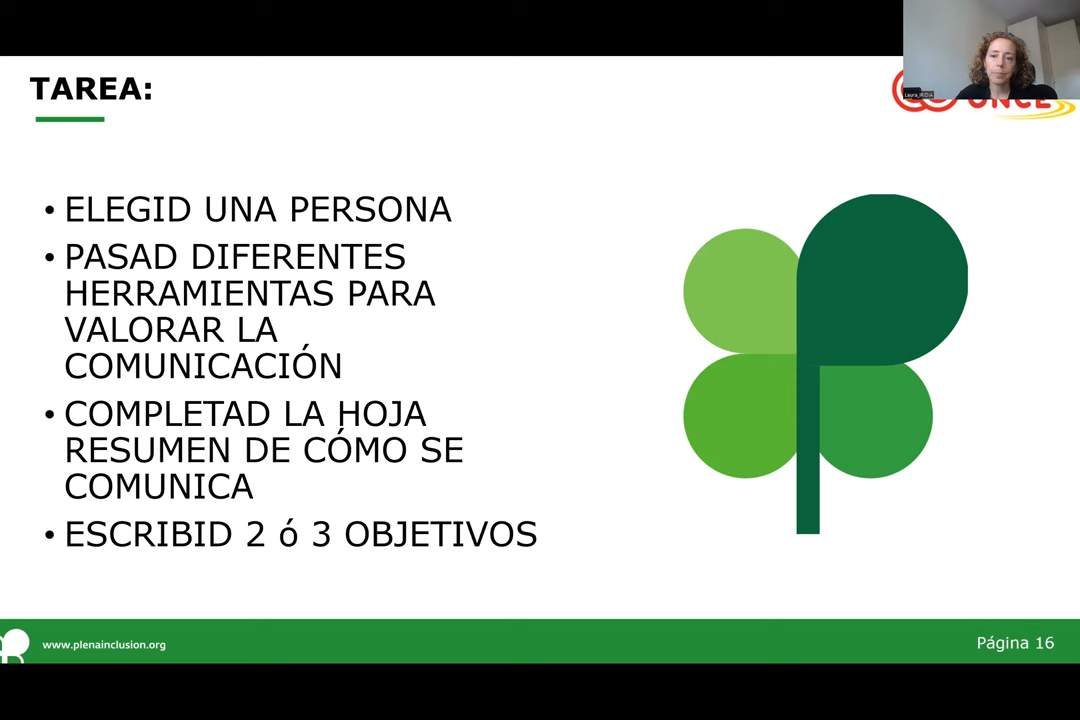 TAREA:
ONCE
Laura_IRIDIA
• ELEGID UNA PERSONA
• PASAD DIFERENTES
HERRAMIENTAS PARA
VALORAR LA
COMUNICACIÓN
• COMPLETAD LA HOJA
RESUMEN DE CÓMO SE
COMUNICA
• ESCRIBID 2 ó 3 OBJETIVOS
www.plenainclusion.org
Página 16